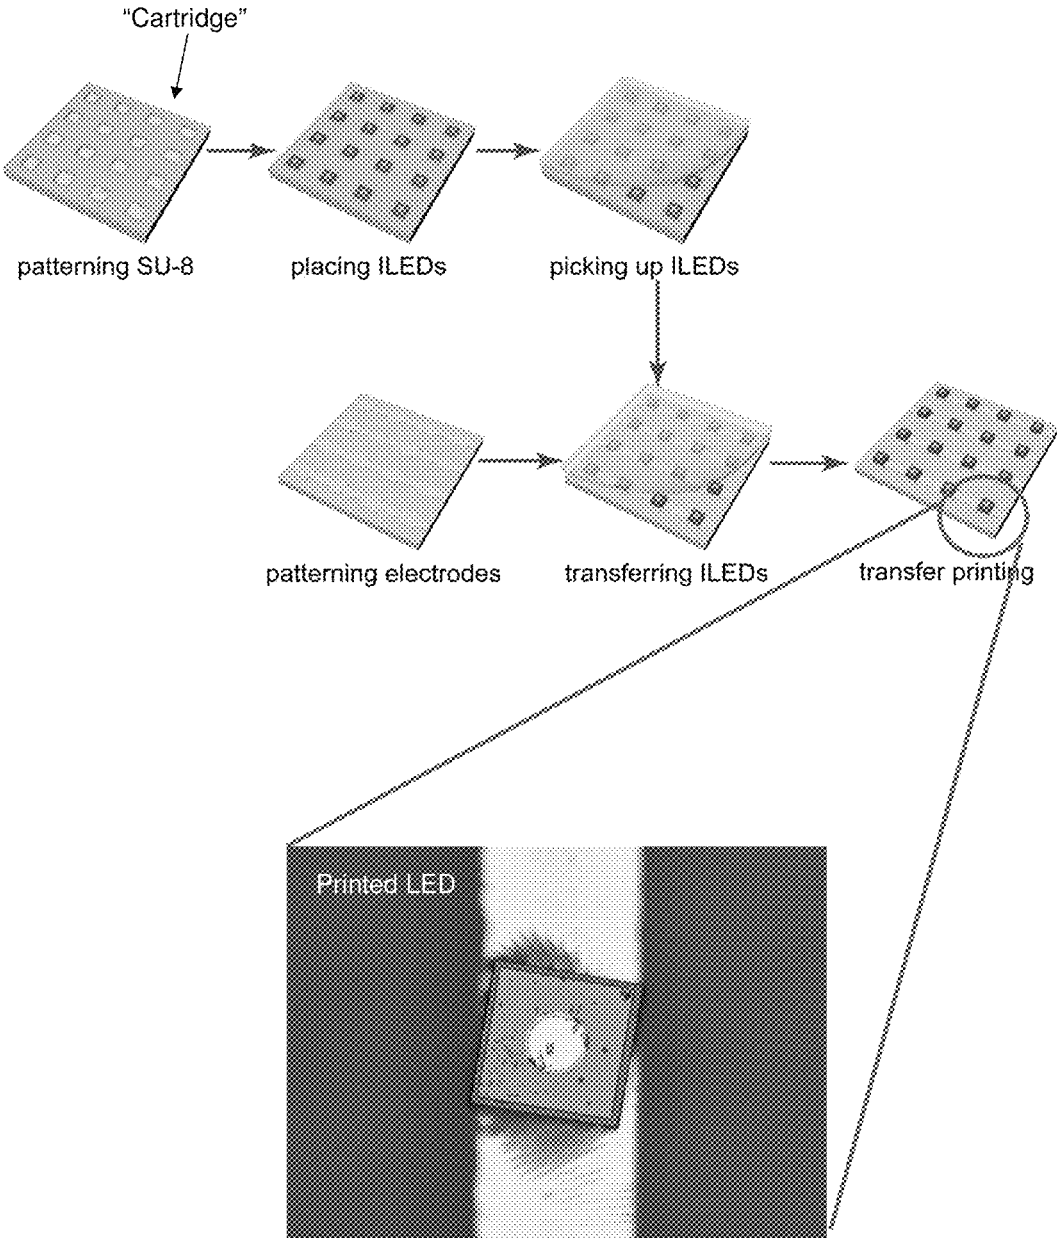 “Cartridge”
patterning SU-8
placing ILEDs
picking up ILEDs
patterning electrodes
transferring ILEDs
transfer printing
Printed LED